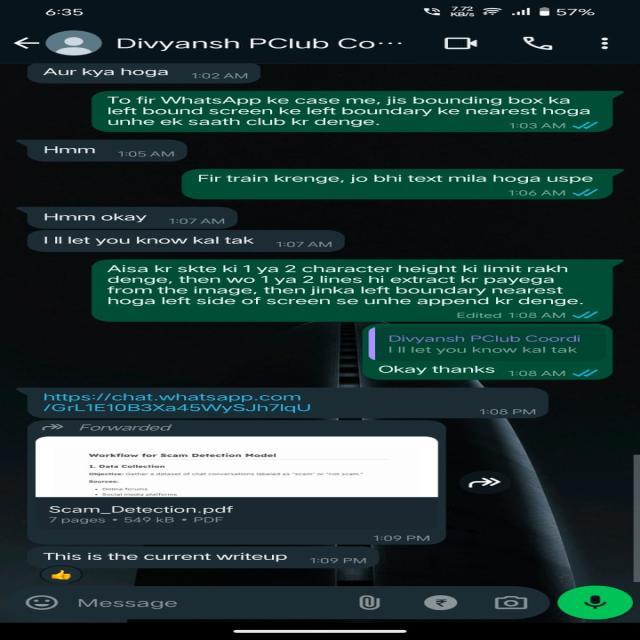 6:35
7.72 KB/s
57%
Divyansh PClub Co...
Aur kya hoga 1:02 AM
To fir WhatsApp ke case me, jis bounding box ka
left bound screen ke left boundary ke nearest hoga
unhe ek saath club kr denge. 1:03 AM
Hmm 1:05 AM
Fir train krenge, jo bhi text mila hoga uspe
1:06 AM
Hmm okay 1:07 AM
I ll let you know kal tak 1:07 AM
Aisa kr skte ki 1 ya 2 character height ki limit rakh
denge, then wo 1 ya 2 lines hi extract kr payega
from the image, then jinka left boundary nearest
hoga left side of screen se unhe append kr denge.
Edited 1:08 AM
Divyansh PClub Coordi
I ll let you know kal tak
Okay thanks 1:08 AM
https://chat.whatsapp.com
/GrL1E10B3Xa45WySJh7IqU
1:08 PM
Forwarded
Workflow for Scam Detection Model
1. Data Collection
Objective: Gather a dataset of chat conversations labeled as "scam" or "not scam."
Sources:
• Online forums
• Social media platforms
Scam_Detection.pdf
7 pages • 549 kB • PDF
1:09 PM
This is the current writeup 1:09 PM
Message
₹